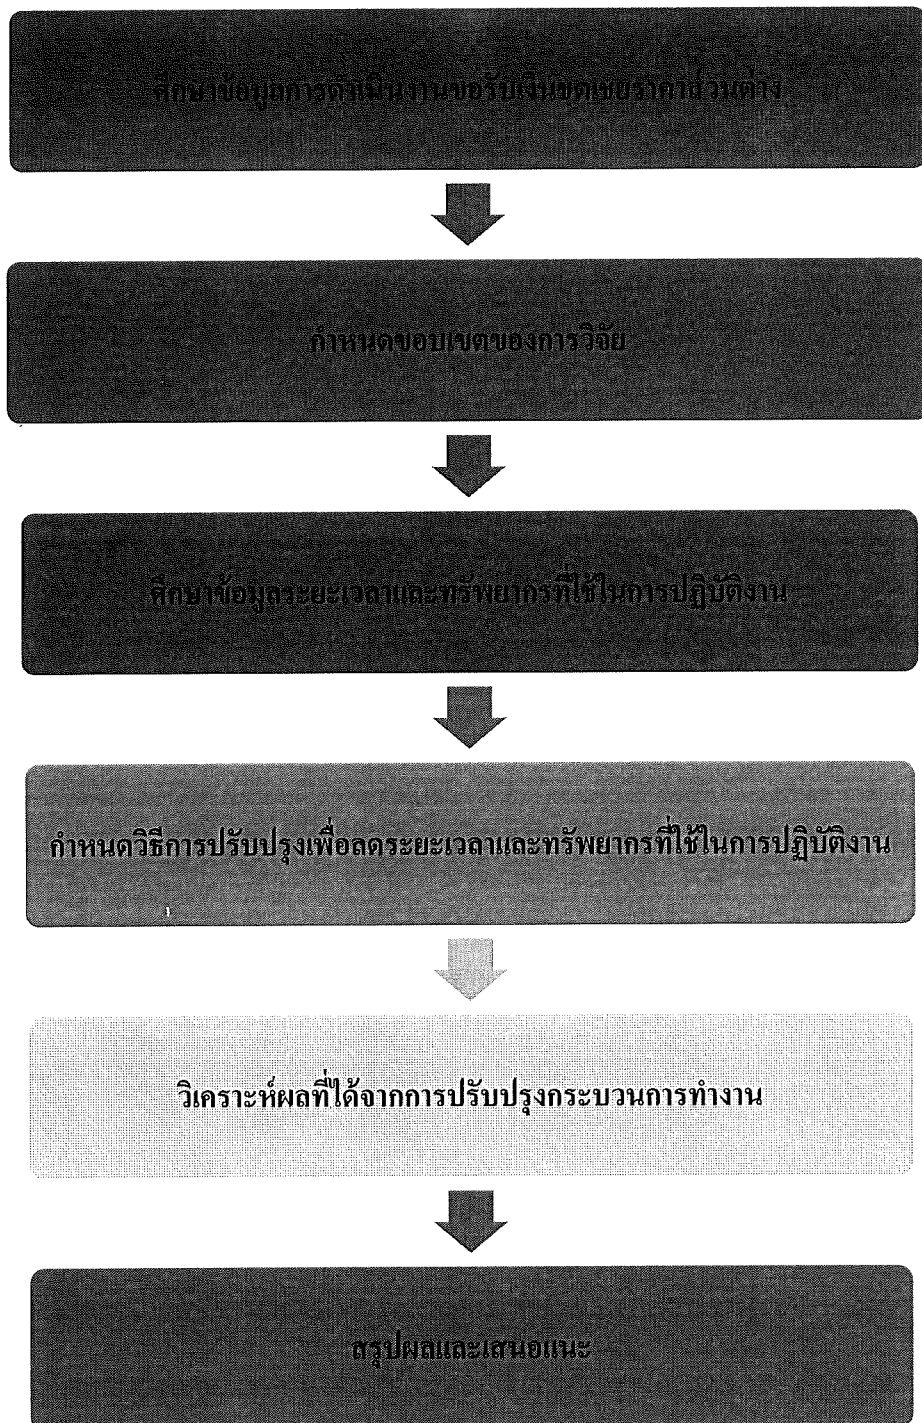 ศึกษาข้อมูลการดำเนินงานขอรับเงินชดเชยราคาส่วนต่าง
กำหนดขอบเขตของการวิจัย
ศึกษาข้อมูลระยะเวลาและทรัพยากรที่ใช้ในการปฏิบัติงาน
กำหนดวิธีการปรับปรุงเพื่อลดระยะเวลาและทรัพยากรที่ใช้ในการปฏิบัติงาน
วิเคราะห์ผลที่ได้จากการปรับปรุงกระบวนการทำงาน
สรุปผลและเสนอแนะ